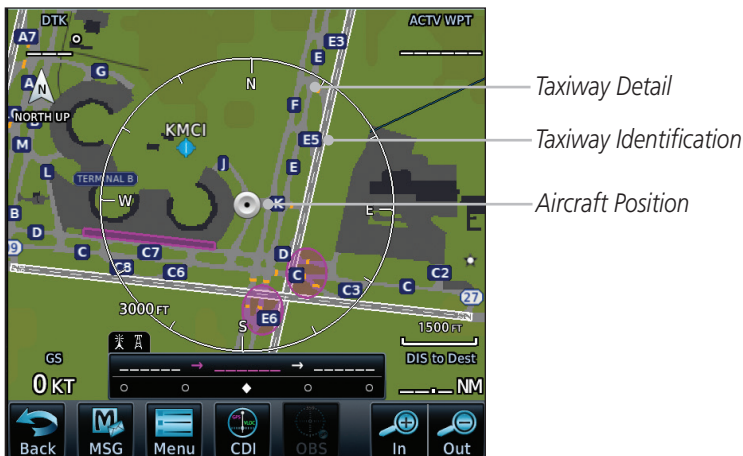 DTK
ACTV WPT
A7
E3
E
G
A
N
N
NORTH UP
F
Taxiway Detail
KMCI
E5
Taxiway Identification
M
J
E
L
TERMINAL B
W
K
E
Aircraft Position
B
D
C
C7
D
C8
C6
C
C3
C
C2
27
3000 FT
S
E6
1500 FT
GS
DIS to Dest
0 KT
NM
Back
MSG
Menu
CDI
OBS
In
Out